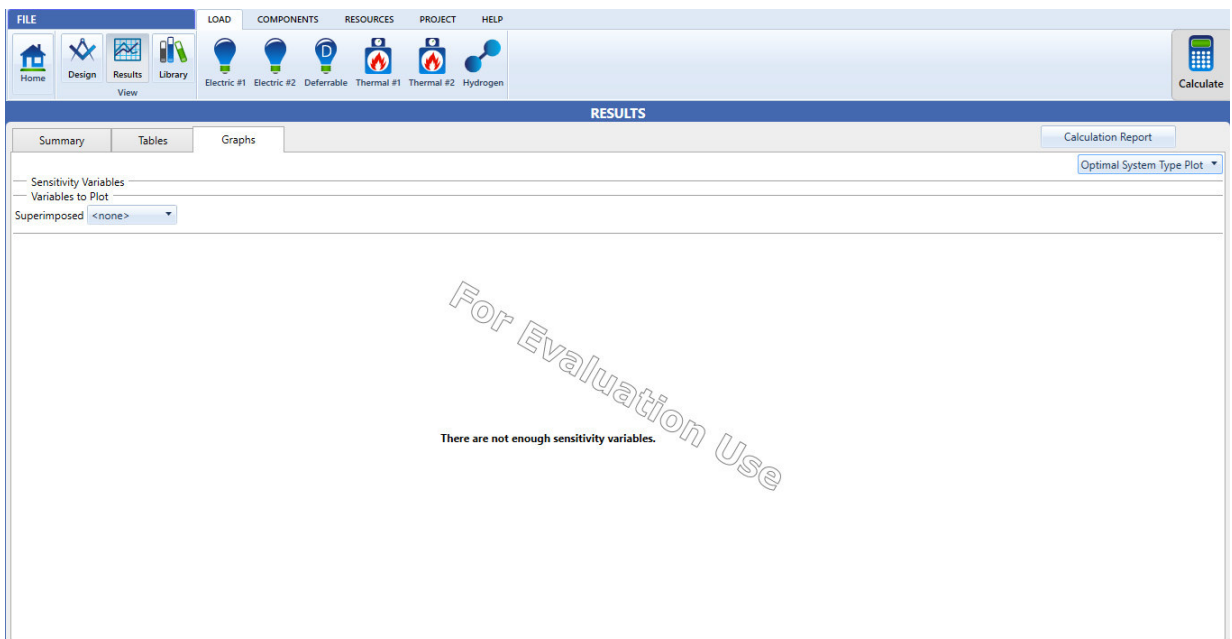 FILE
LOAD COMPONENTS RESOURCES PROJECT HELP
Home
Design Results Library
View
D
Electric #1 Electric #2 Deferrable Thermal #1 Thermal #2 Hydrogen
Calculate
RESULTS
Summary Tables Graphs
Calculation Report
Optimal System Type Plot
Sensitivity Variables
Variables to Plot
Superimposed <none>
For Evaluation Use
There are not enough sensitivity variables.